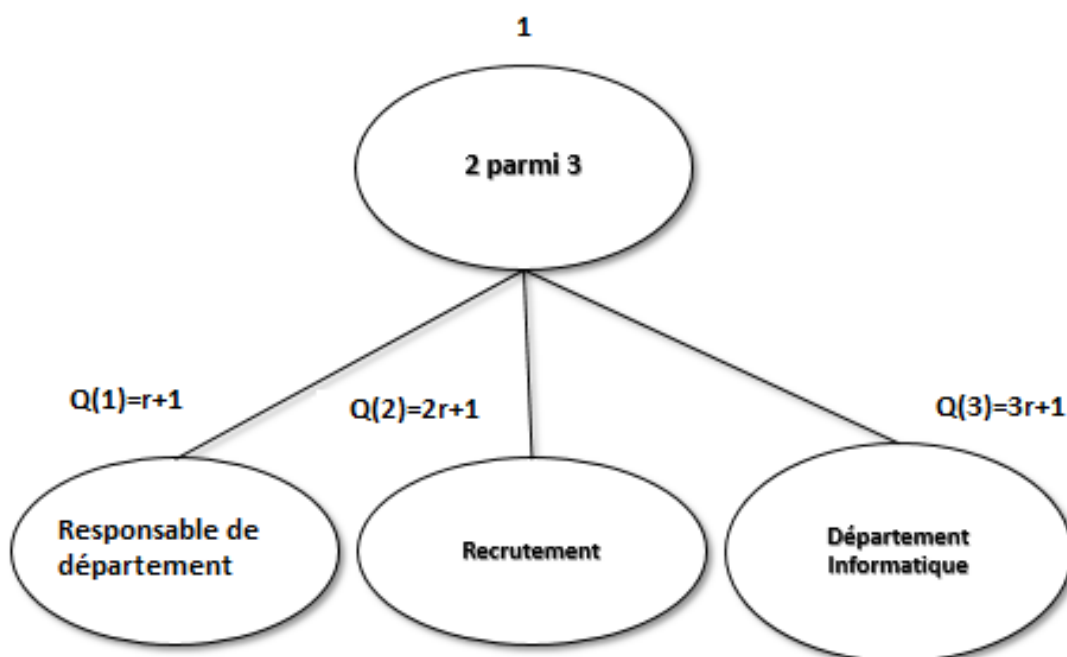 1
2 parmi 3
Q(1)=r+1
Q(2)=2r+1
Q(3)=3r+1
Responsable de
département
Recrutement
Département
Informatique